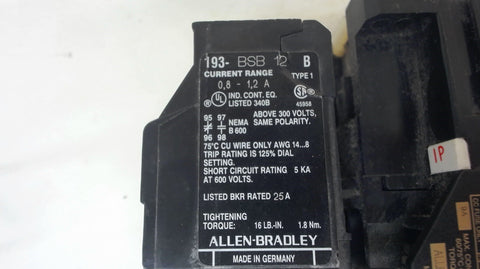 193- BSB 12 B
CURRENT RANGE TYPE 1
0,8 - 1,2 A
IND. CONT. EQ.
LISTED 340B 45958
95 97 ABOVE 300 VOLTS,
NEMA SAME POLARITY.
B 600
96 98
75°C CU WIRE ONLY AWG 14...8
TRIP RATING IS 125% DIAL
SETTING.
SHORT CIRCUIT RATING 5 KA
AT 600 VOLTS.
LISTED BKR RATED 25 A
TIGHTENING
TORQUE: 16 LB.-IN. 1.8 Nm.
ALLEN-BRADLEY
MADE IN GERMANY
1P
MAX.
60/75°C